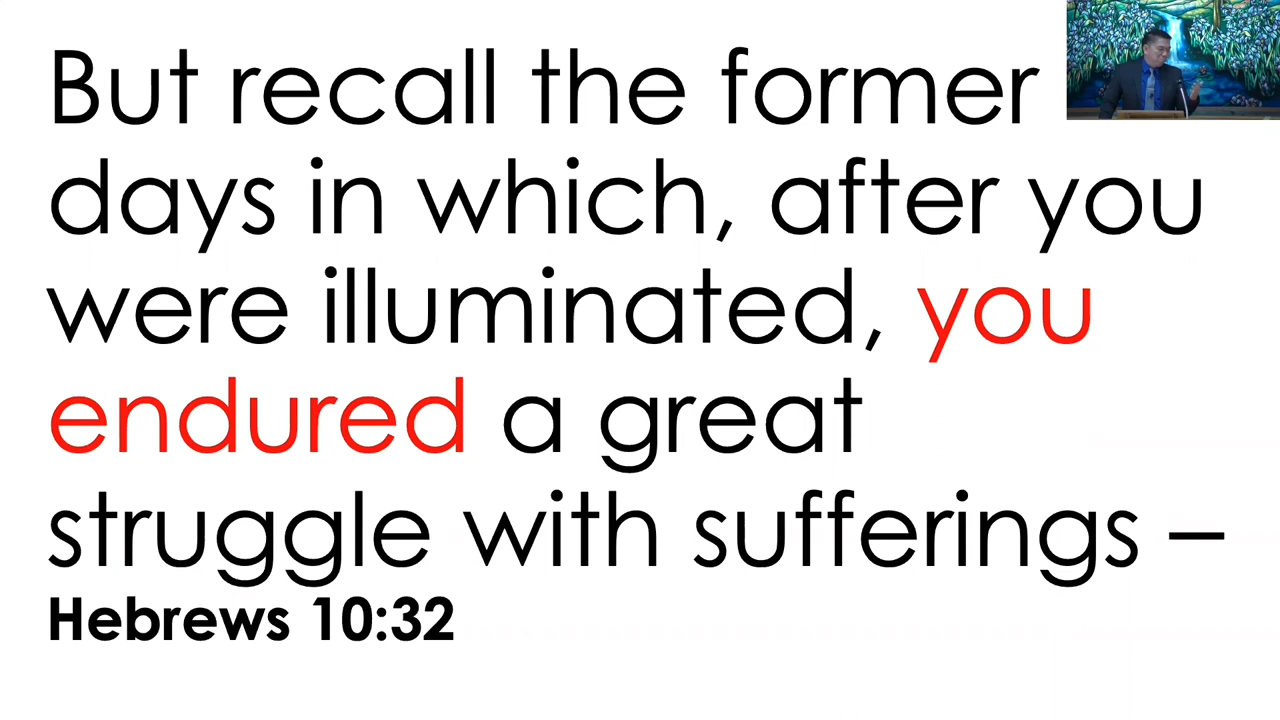 But recall the former
days in which, after you
were illuminated, you
endured a great
struggle with sufferings –
Hebrews 10:32